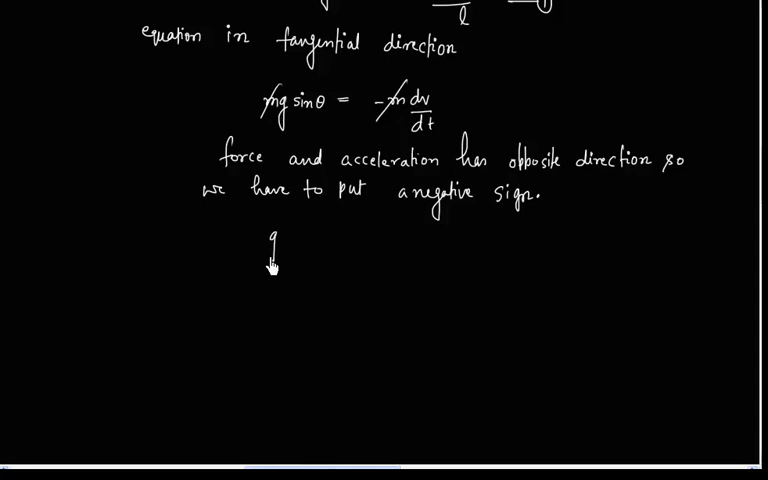 l ①
equation in tangential direction
mg sinθ = -m dv/dt
force and acceleration has opposite direction so
we have to put a negative sign.
g